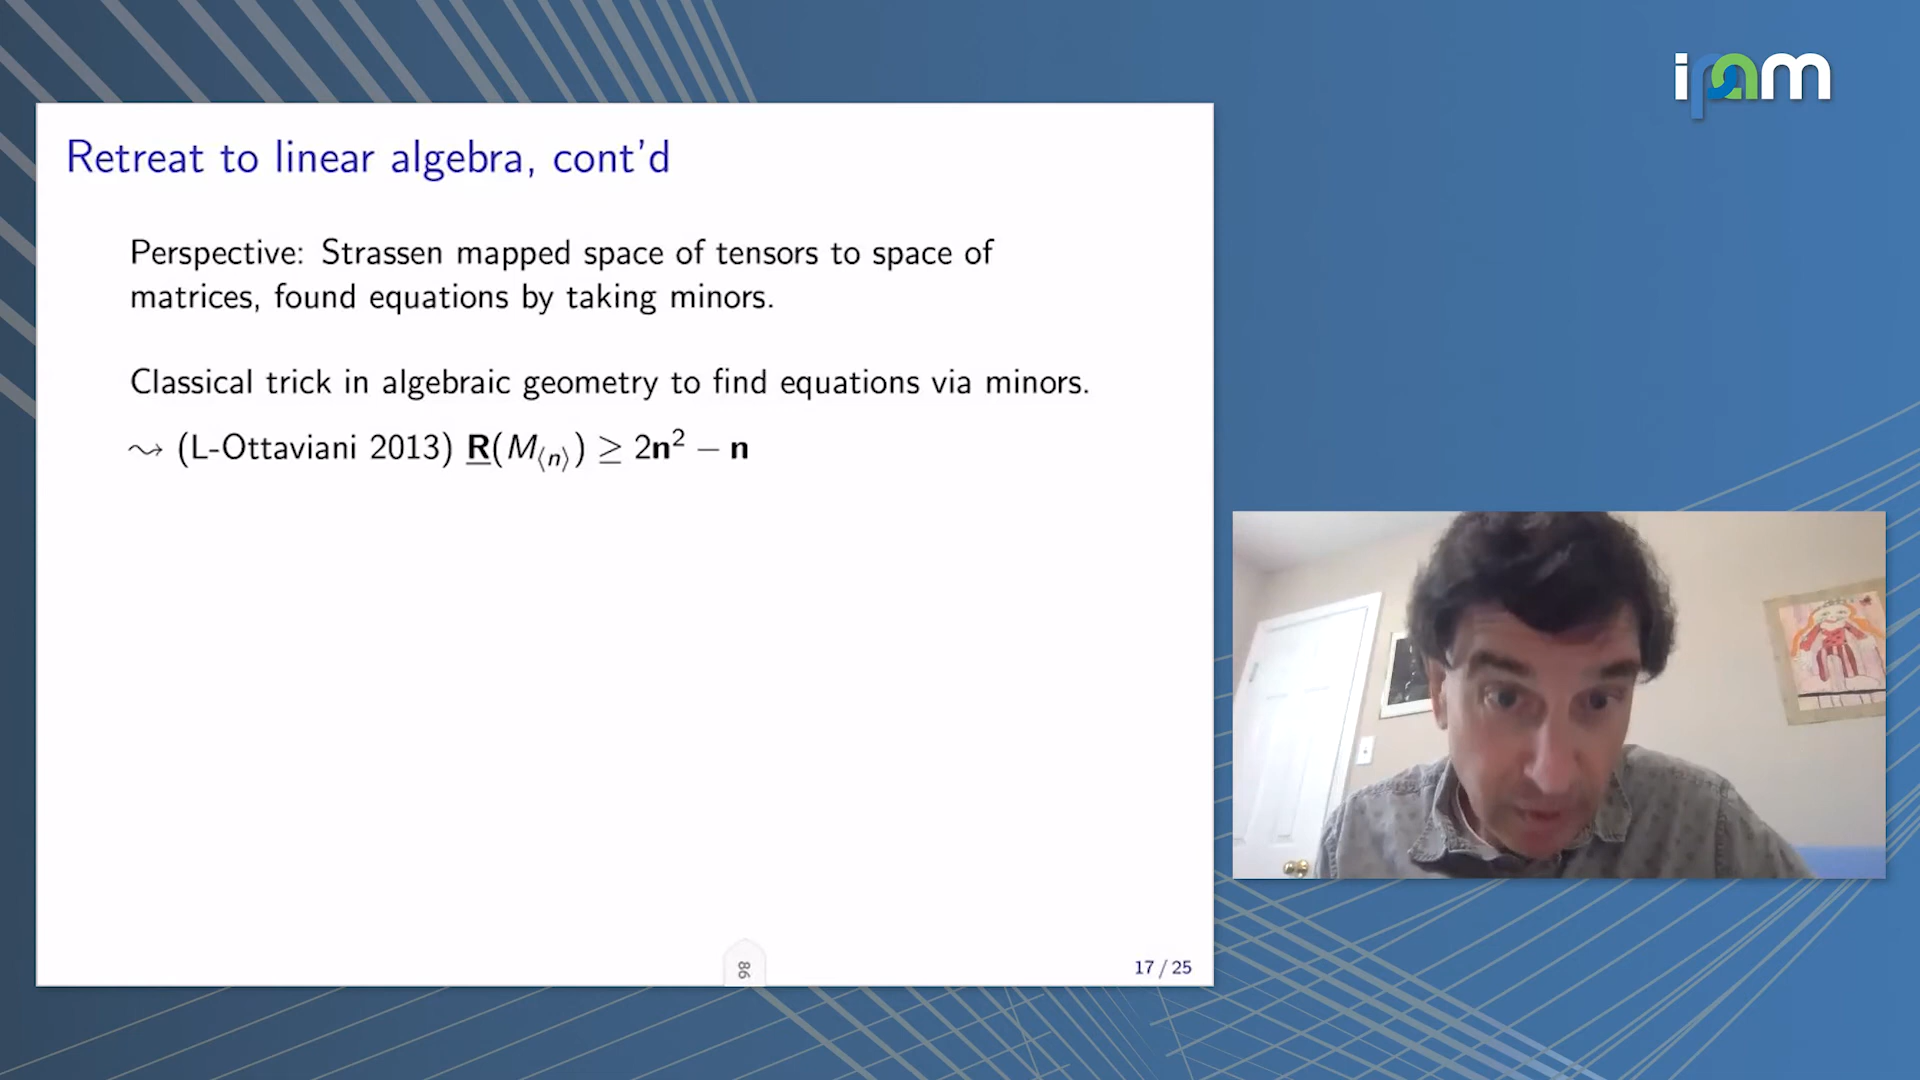 ipam
Retreat to linear algebra, cont'd
Perspective: Strassen mapped space of tensors to space of
matrices, found equations by taking minors.
Classical trick in algebraic geometry to find equations via minors.
⇝ (L-Ottaviani 2013) R̲(M⟨n⟩) ≥ 2n² − n
86
17 / 25